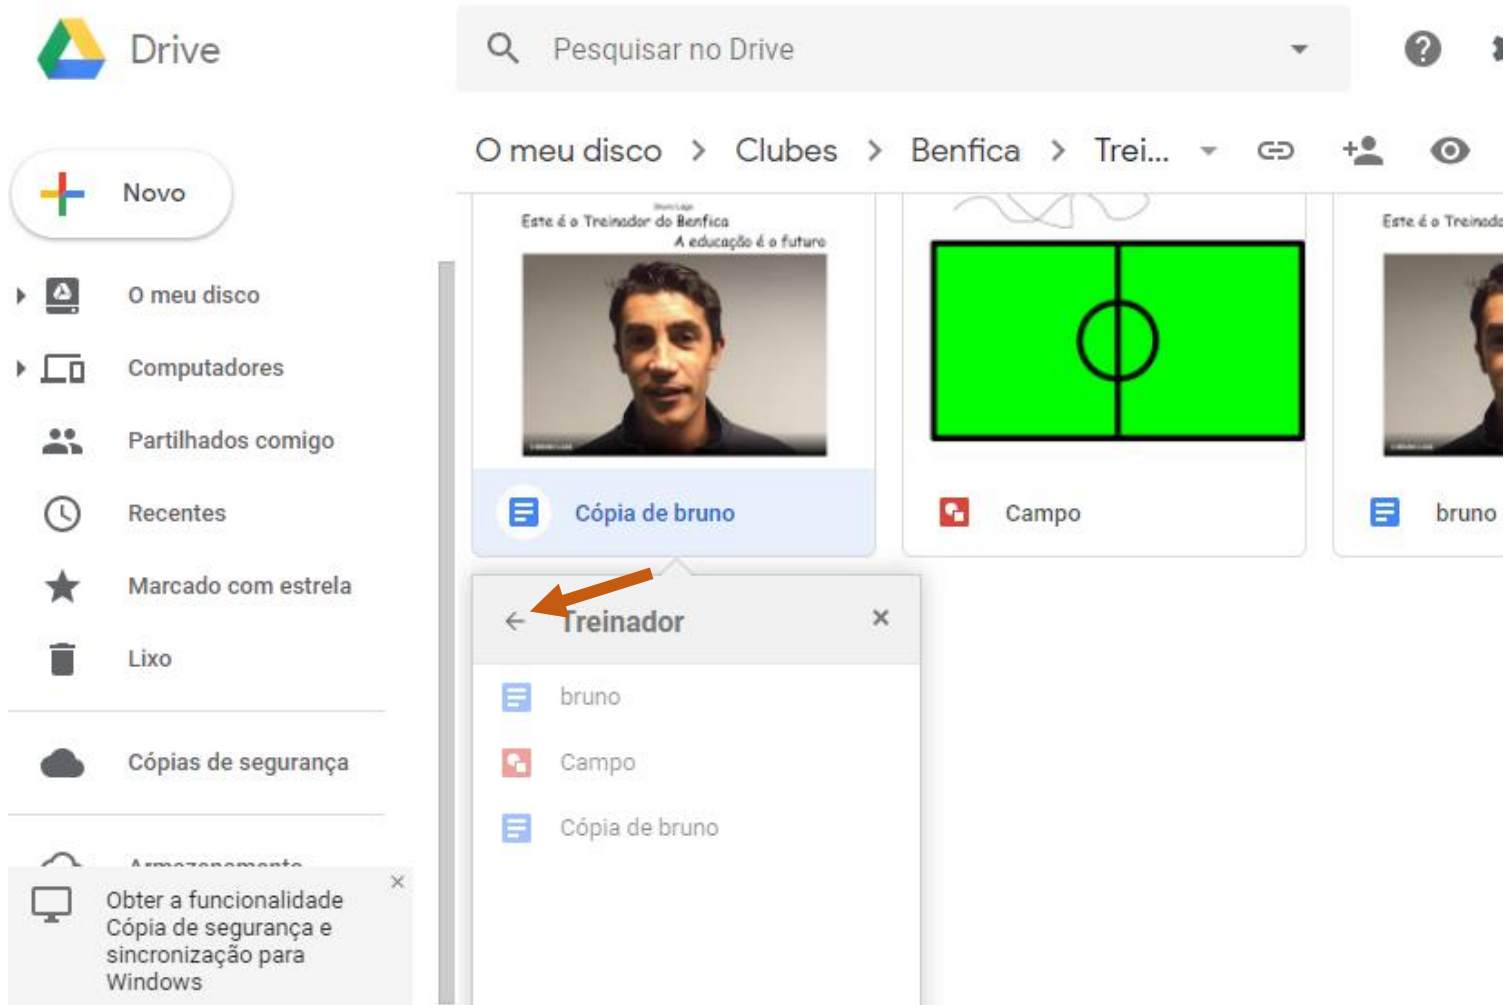 Drive
Pesquisar no Drive
O meu disco > Clubes > Benfica > Trei...
Novo
O meu disco
Computadores
Partilhados comigo
Recentes
Marcado com estrela
Lixo
Cópias de segurança
Armazenamento
Obter a funcionalidade
Cópia de segurança e
sincronização para
Windows
Este é o Treinador do Benfica
A educação é o futuro
Cópia de bruno
Campo
Este é o Treinado
bruno
Treinador
bruno
Campo
Cópia de bruno